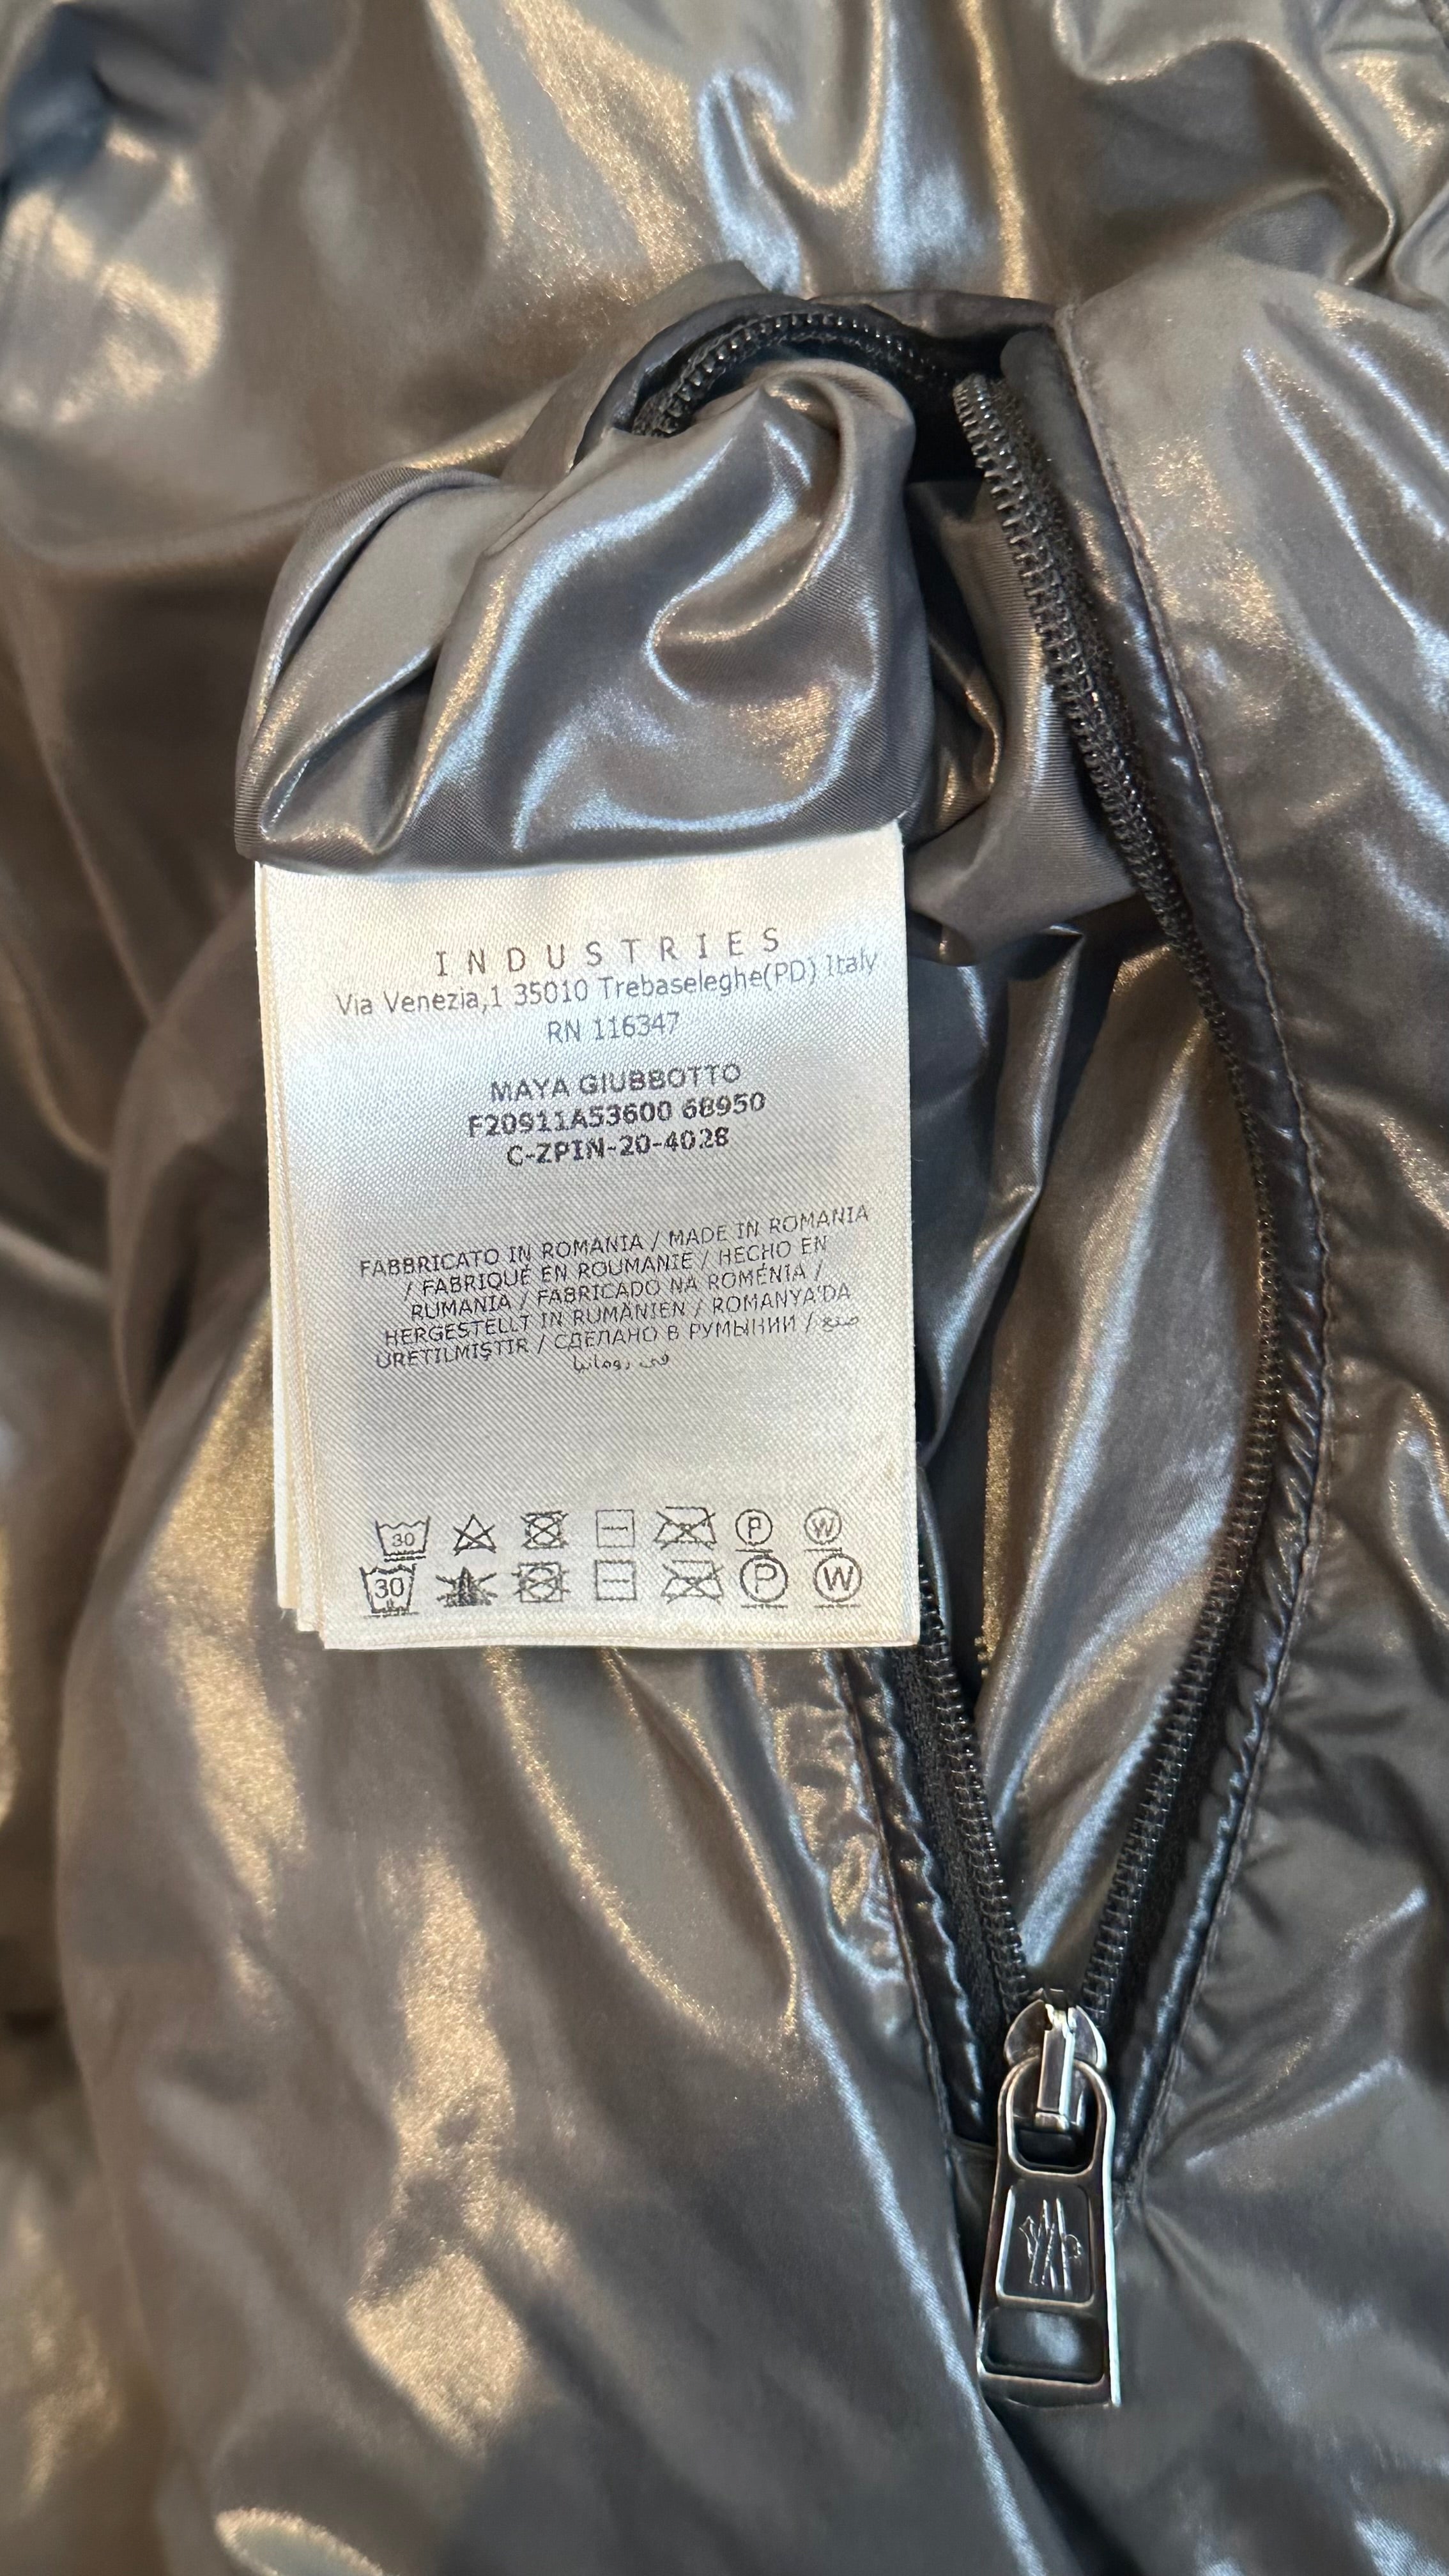 INDUSTRIES
Via Venezia,1 35010 Trebaseleghe(PD) Italy
RN 116347
MAYA GIUBBOTTO
F20911A53600 68950
C-ZPIN-20-4028
FABBRICATO IN ROMANIA / MADE IN ROMANIA
/ FABRIQUÉ EN ROUMANIE / HECHO EN
RUMANIA / FABRICADO NA ROMÉNIA /
HERGESTELLT IN RUMÄNIEN / ROMANYA'DA
ÜRETILMIŞTIR / СДЕЛАНО В РУМЫНИИ / صنع
في رومانيا
30 P W
30 P W